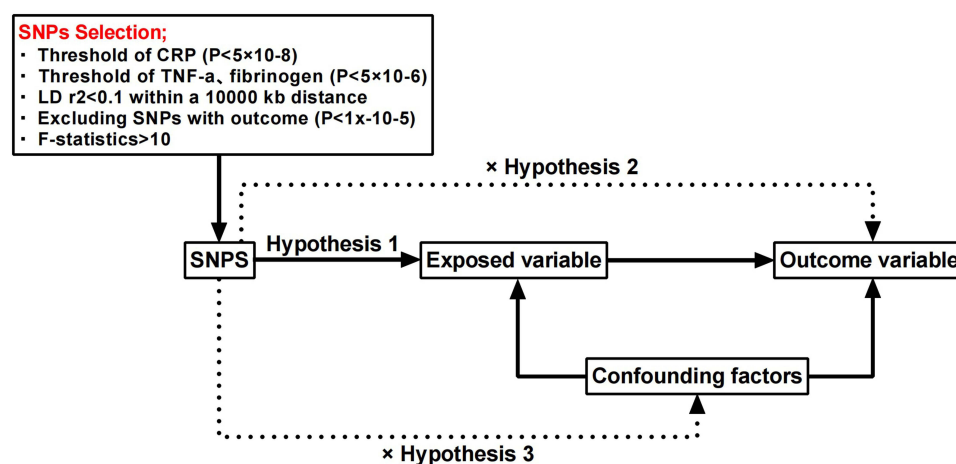 SNPs Selection;
· Threshold of CRP (P<5×10-8)
· Threshold of TNF-a、fibrinogen (P<5×10-6)
· LD r2<0.1 within a 10000 kb distance
· Excluding SNPs with outcome (P<1x-10-5)
· F-statistics>10
× Hypothesis 2
Hypothesis 1
SNPS
Exposed variable
Outcome variable
Confounding factors
× Hypothesis 3